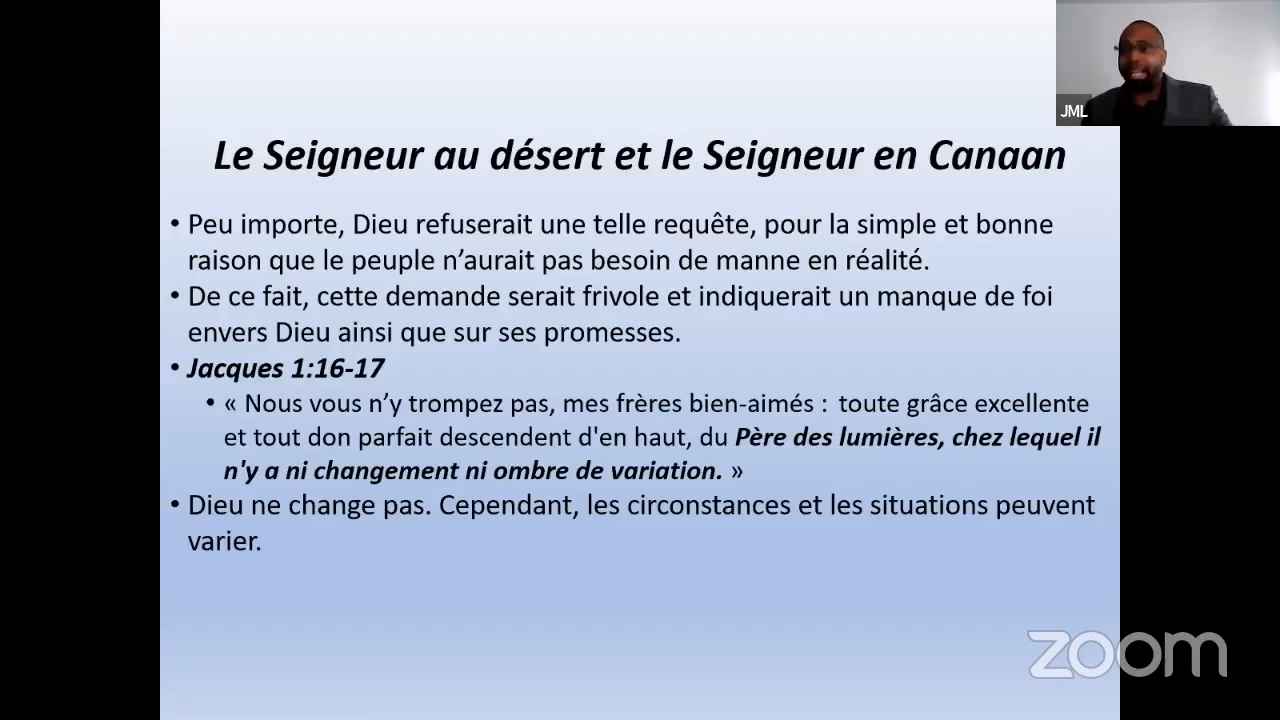 JML
Le Seigneur au désert et le Seigneur en Canaan
• Peu importe, Dieu refuserait une telle requête, pour la simple et bonne
raison que le peuple n’aurait pas besoin de manne en réalité.
• De ce fait, cette demande serait frivole et indiquerait un manque de foi
envers Dieu ainsi que sur ses promesses.
• Jacques 1:16-17
• « Nous vous n’y trompez pas, mes frères bien-aimés : toute grâce excellente
et tout don parfait descendent d'en haut, du Père des lumières, chez lequel il
n'y a ni changement ni ombre de variation. »
• Dieu ne change pas. Cependant, les circonstances et les situations peuvent
varier.
zoom